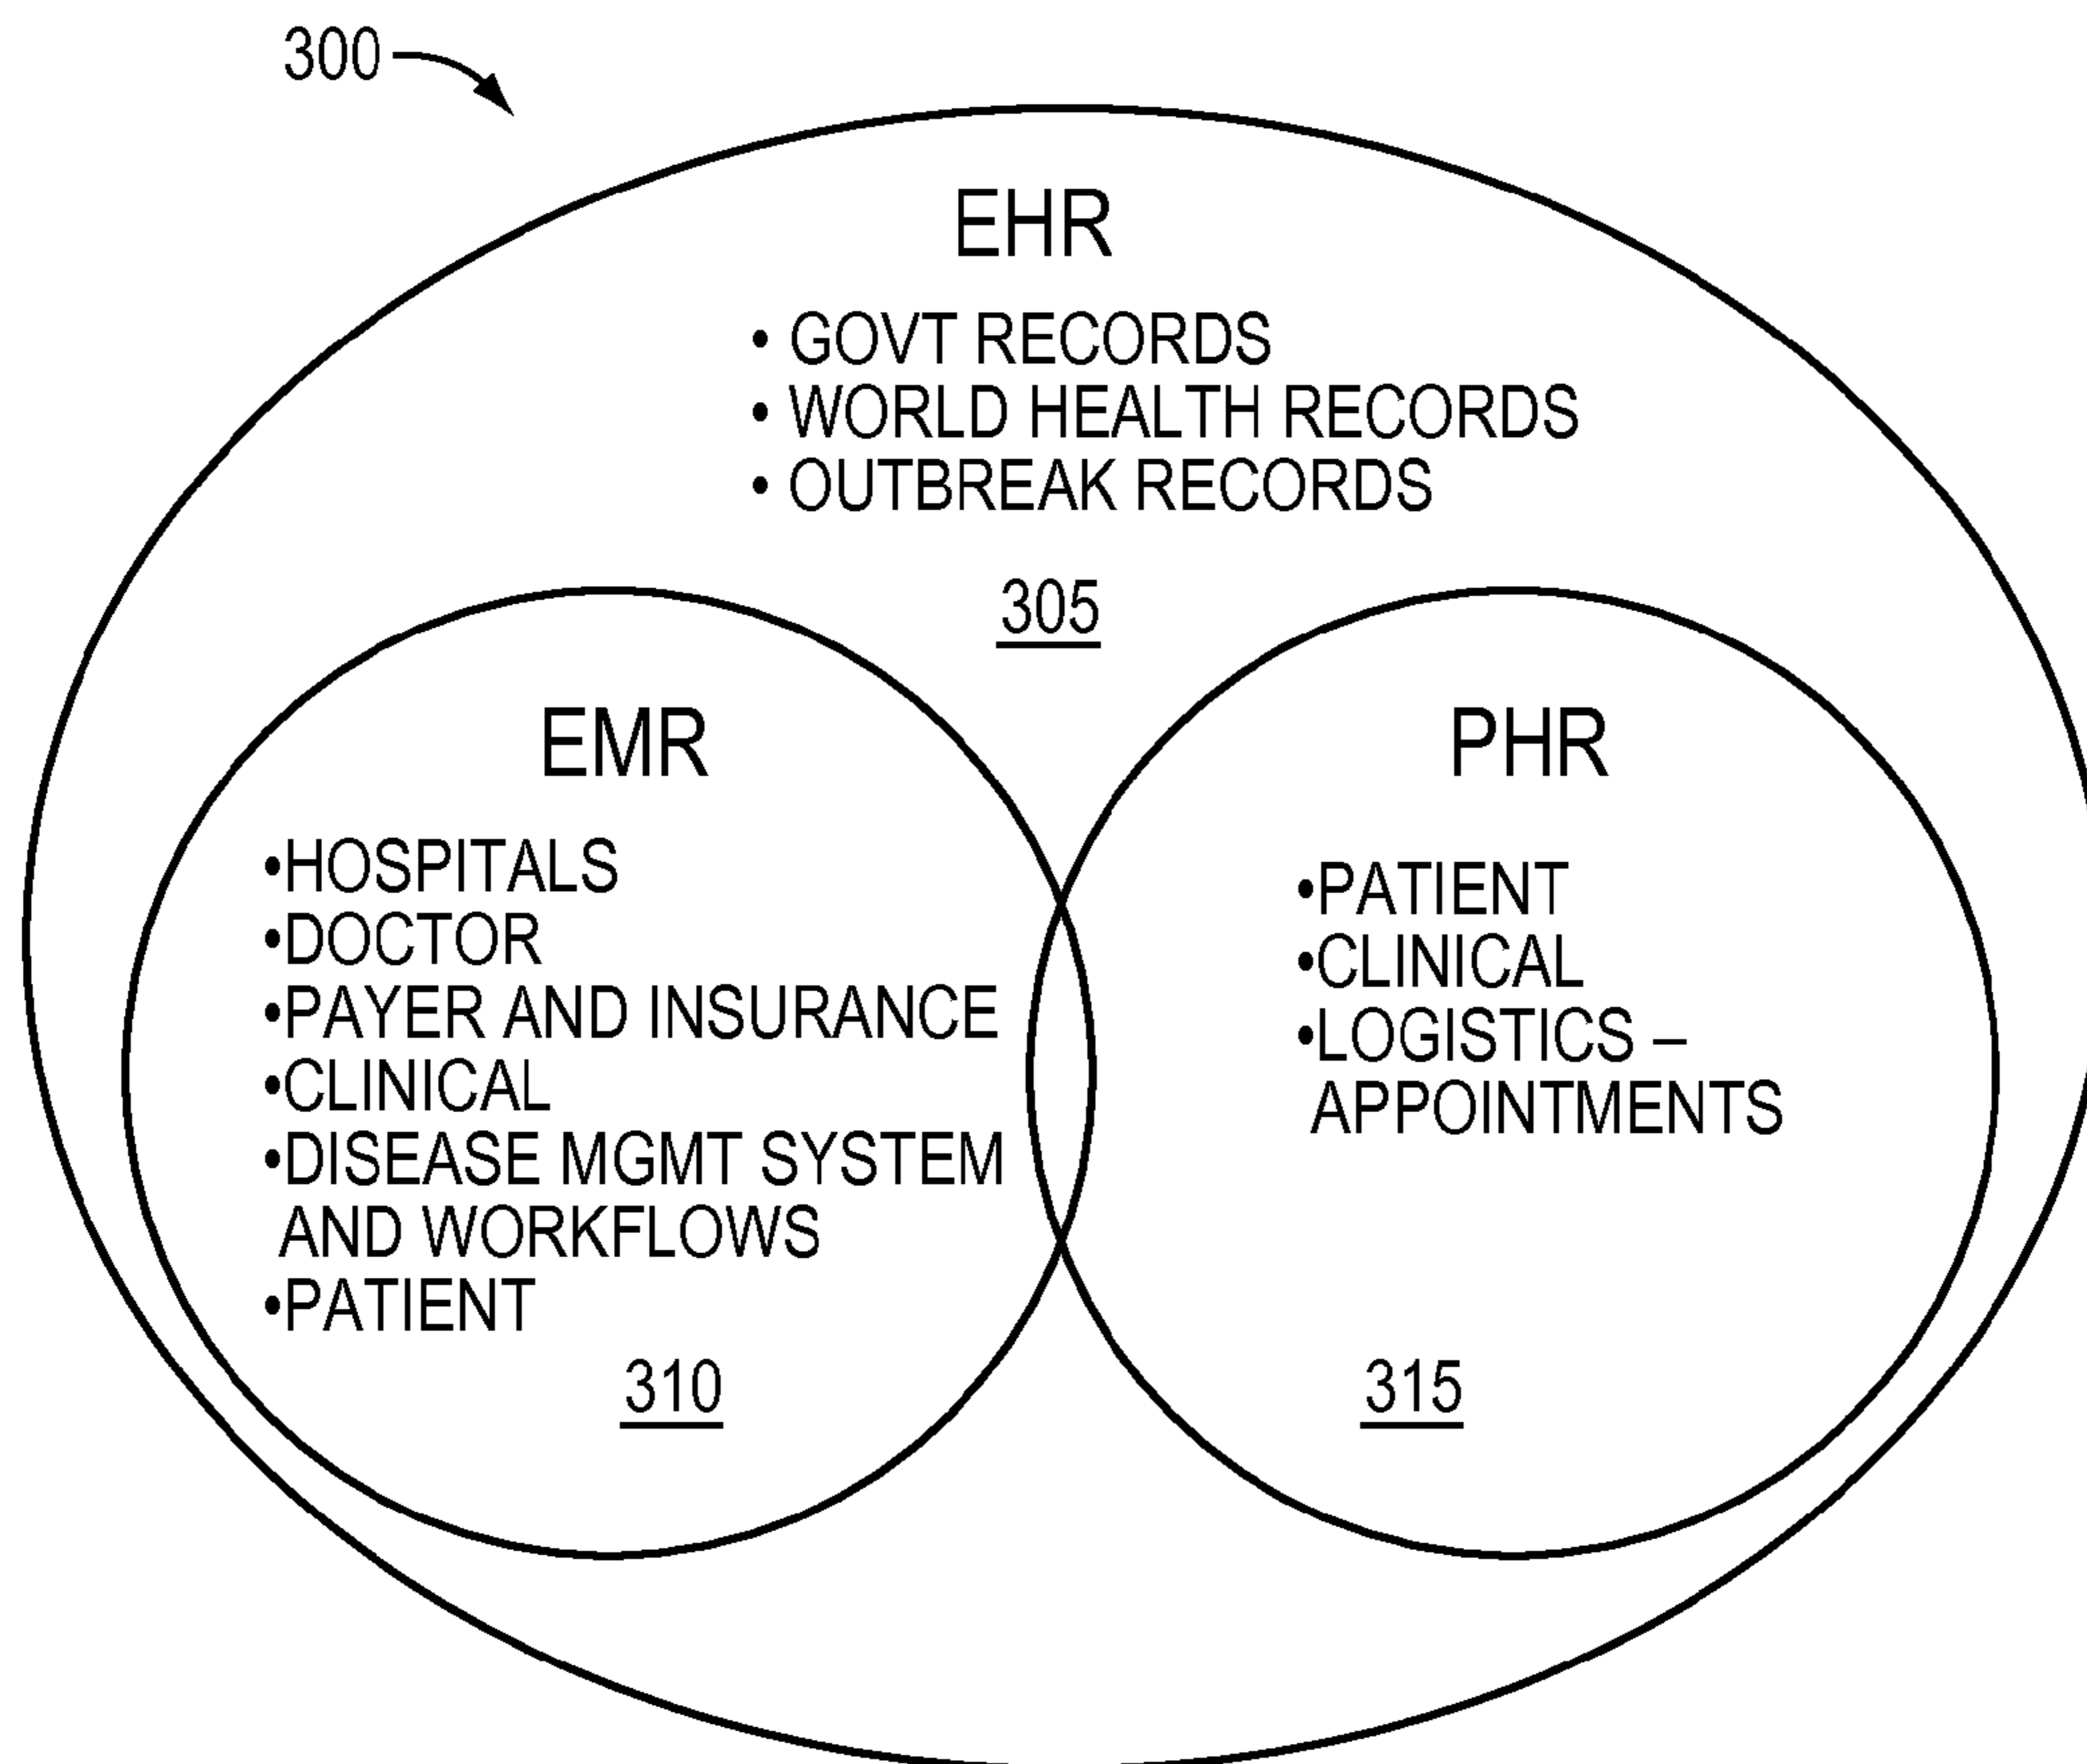 300
EHR
• GOVT RECORDS
• WORLD HEALTH RECORDS
• OUTBREAK RECORDS
305
EMR
•HOSPITALS
•DOCTOR
•PAYER AND INSURANCE
•CLINICAL
•DISEASE MGMT SYSTEM
AND WORKFLOWS
•PATIENT
310
PHR
•PATIENT
•CLINICAL
•LOGISTICS –
APPOINTMENTS
315